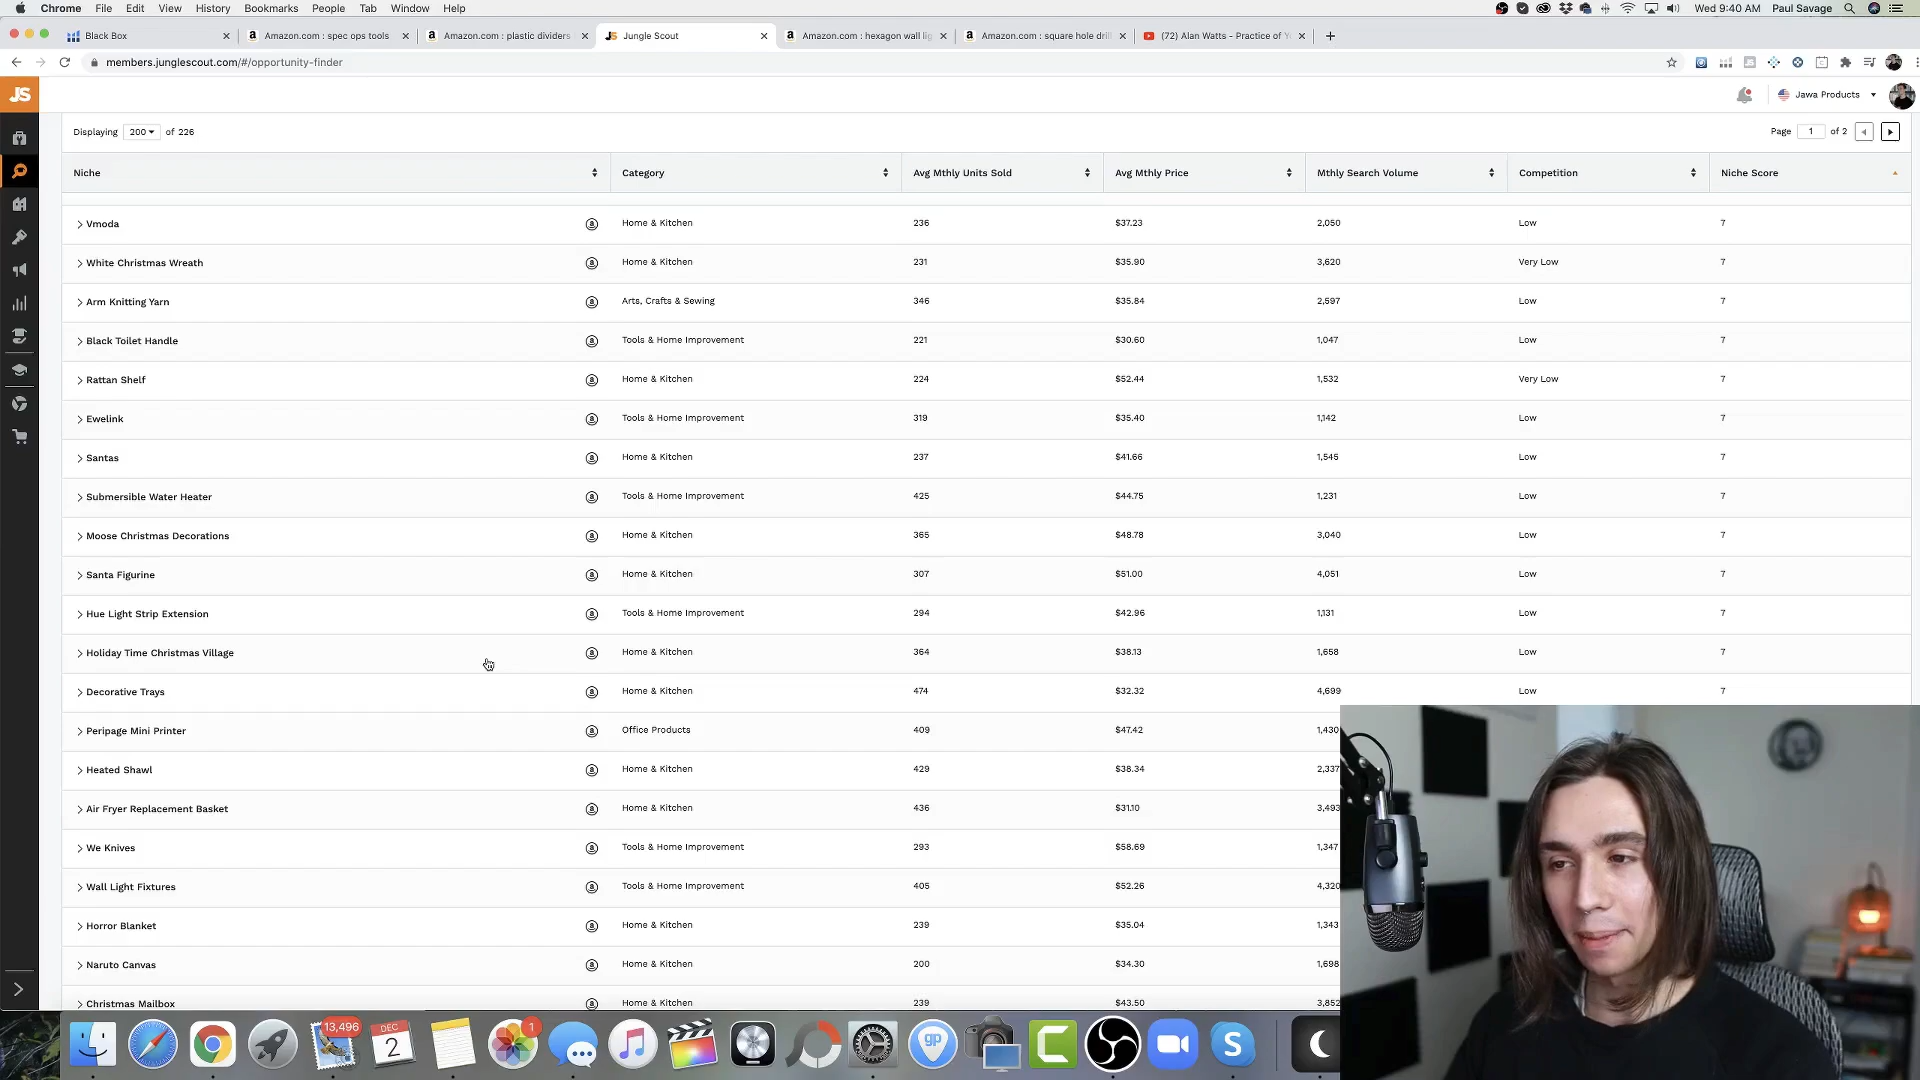 Chrome File Edit View History Bookmarks People Tab Window Help Wed 9:40 AM Paul Savage
Black Box Amazon.com : spec ops tools Amazon.com : plastic dividers Jungle Scout Amazon.com : hexagon wall lig Amazon.com : square hole dril (72) Alan Watts - Practice of
members.junglescout.com/#/opportunity-finder
JS Jawa Products
Displaying 200 of 226 Page 1 of 2
Niche Category Avg Mthly Units Sold Avg Mthly Price Mthly Search Volume Competition Niche Score
Vmoda Home & Kitchen 236 $37.23 2,050 Low 7
White Christmas Wreath Home & Kitchen 231 $35.90 3,620 Very Low 7
Arm Knitting Yarn Arts, Crafts & Sewing 346 $35.84 2,597 Low 7
Black Toilet Handle Tools & Home Improvement 221 $30.60 1,047 Low 7
Rattan Shelf Home & Kitchen 224 $52.44 1,532 Very Low 7
Ewelink Tools & Home Improvement 319 $35.40 1,142 Low 7
Santas Home & Kitchen 237 $41.66 1,545 Low 7
Submersible Water Heater Tools & Home Improvement 425 $44.75 1,231 Low 7
Moose Christmas Decorations Home & Kitchen 365 $48.78 3,040 Low 7
Santa Figurine Home & Kitchen 307 $51.00 4,051 Low 7
Hue Light Strip Extension Tools & Home Improvement 294 $42.96 1,131 Low 7
Holiday Time Christmas Village Home & Kitchen 364 $38.13 1,658 Low 7
Decorative Trays Home & Kitchen 474 $32.32 4,699 Low 7
Peripage Mini Printer Office Products 409 $47.42 1,430
Heated Shawl Home & Kitchen 429 $38.34 2,337
Air Fryer Replacement Basket Home & Kitchen 436 $31.10 3,493
We Knives Tools & Home Improvement 293 $58.69 1,347
Wall Light Fixtures Tools & Home Improvement 405 $52.26 4,320
Horror Blanket Home & Kitchen 239 $35.04 1,343
Naruto Canvas Home & Kitchen 200 $34.30 1,698
Christmas Mailbox Home & Kitchen 239 $43.50 3,852
13,496 DEC 2 1 gp C S